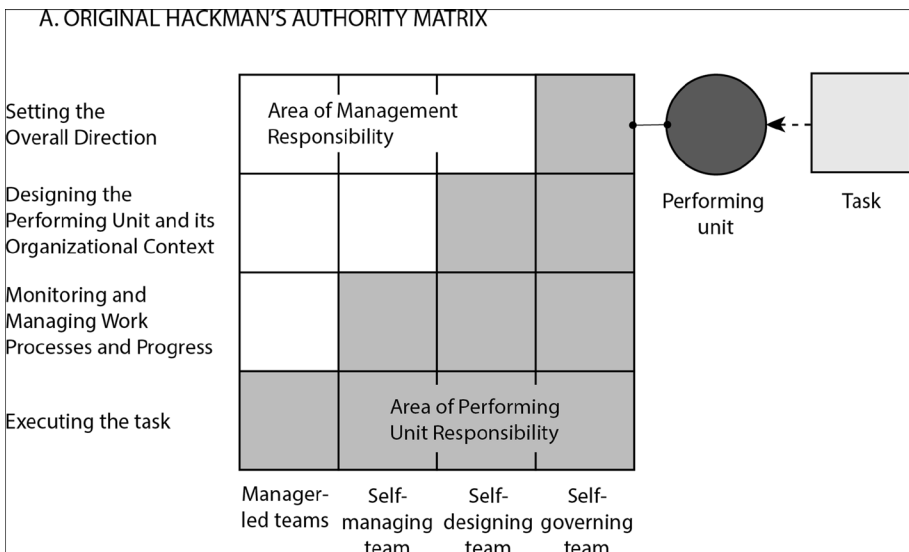 A. ORIGINAL HACKMAN'S AUTHORITY MATRIX
Setting the
Overall Direction
Area of Management
Responsibility
Performing
unit
Task
Designing the
Performing Unit and its
Organizational Context
Monitoring and
Managing Work
Processes and Progress
Executing the task
Area of Performing
Unit Responsibility
Manager-
led teams
Self-
managing
team
Self-
designing
team
Self-
governing
team